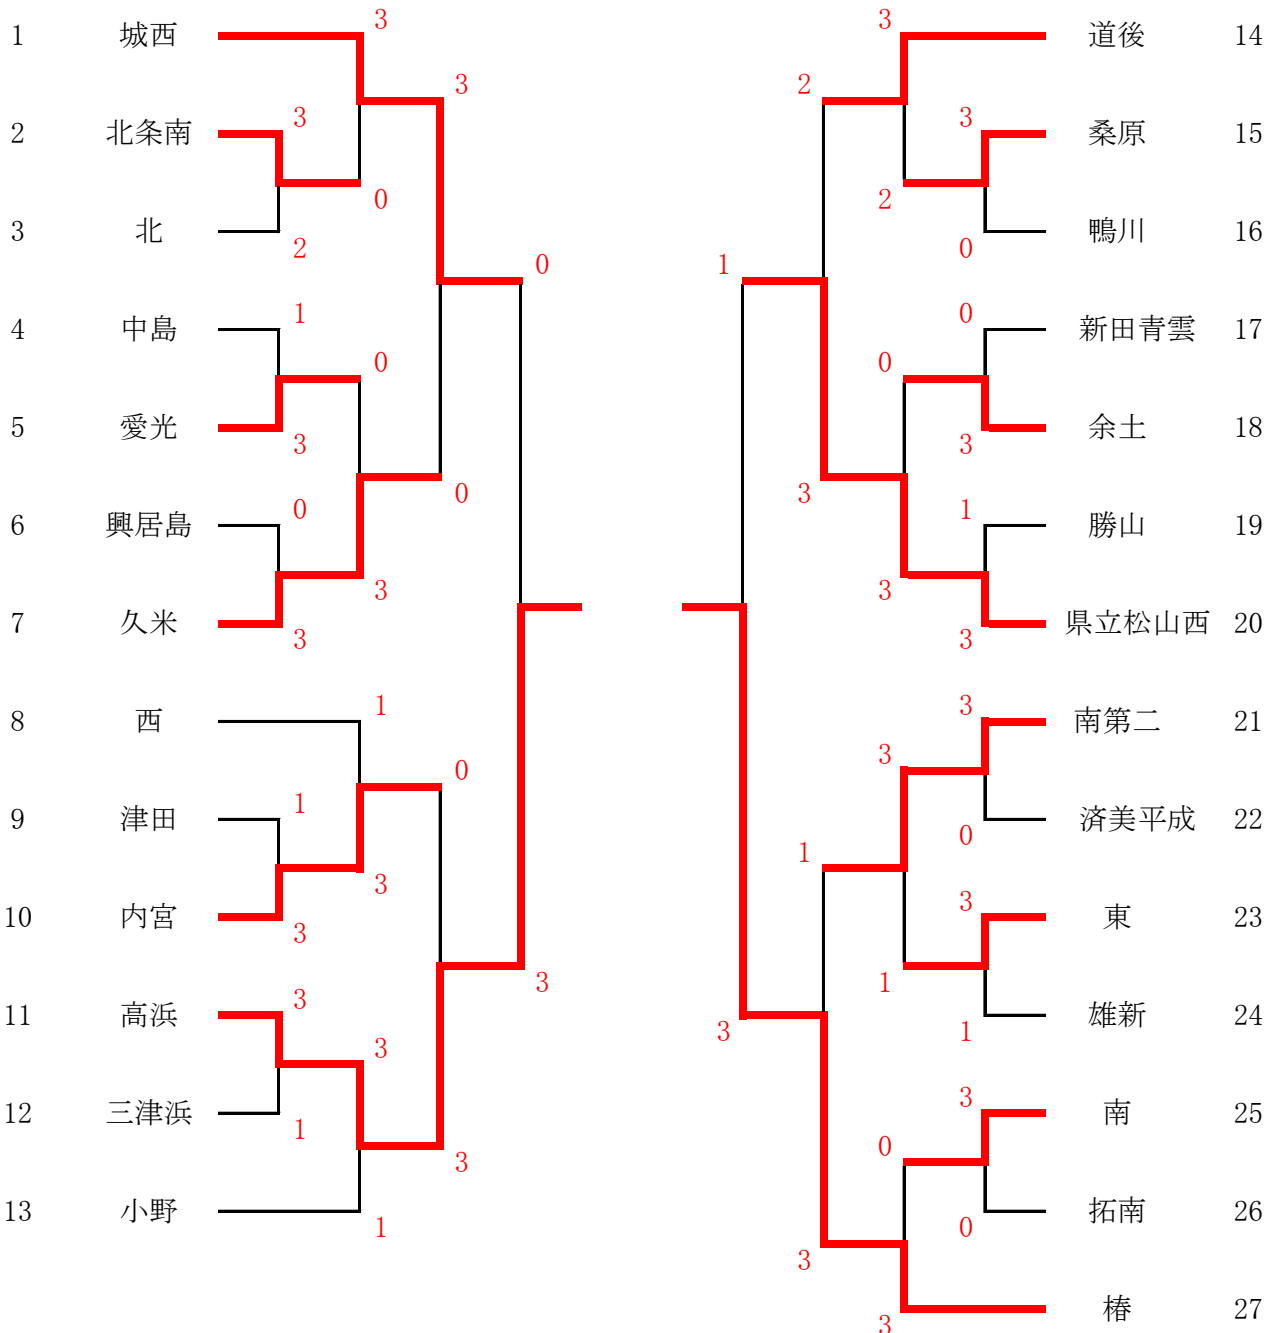 3 3
1 城西 道後 14
3 2
3 3
2 北条南 桑原 15
0 2
3 北 鴨川 16
2 0
0 1
1 0
4 中島 新田青雲 17
0 0
5 愛光 余土 18
3 3
0 3
0 1
6 興居島 勝山 19
3 3
7 久米 県立松山西 20
3 3
1 3
8 西 南第二 21
0 3
1
9 津田 済美平成 22
0
1
3 3
10 内宮 東 23
3
3 1
3
11 高浜 雄新 24
3 1
3
3
12 三津浜 南 25
1
0
3
13 小野 拓南 26
1 0
3
椿 27
3